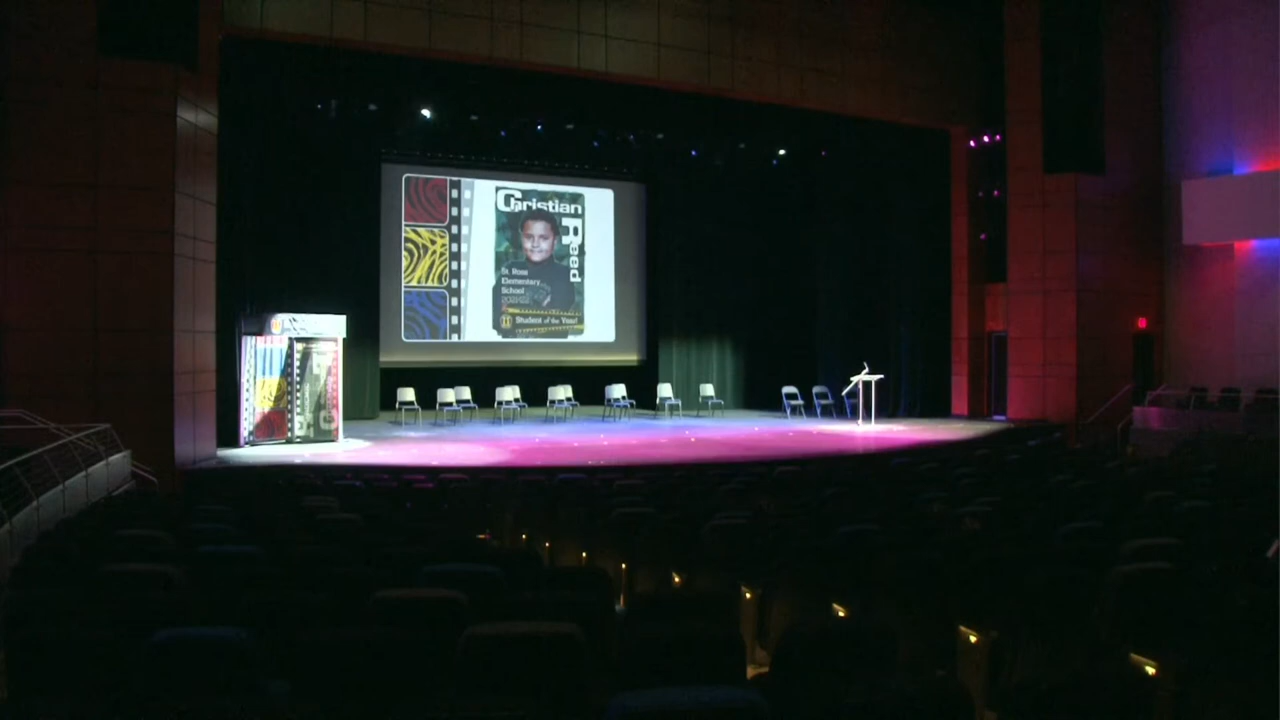 Christian
Reed
St. Rose
Elementary
School
Student of the Year!